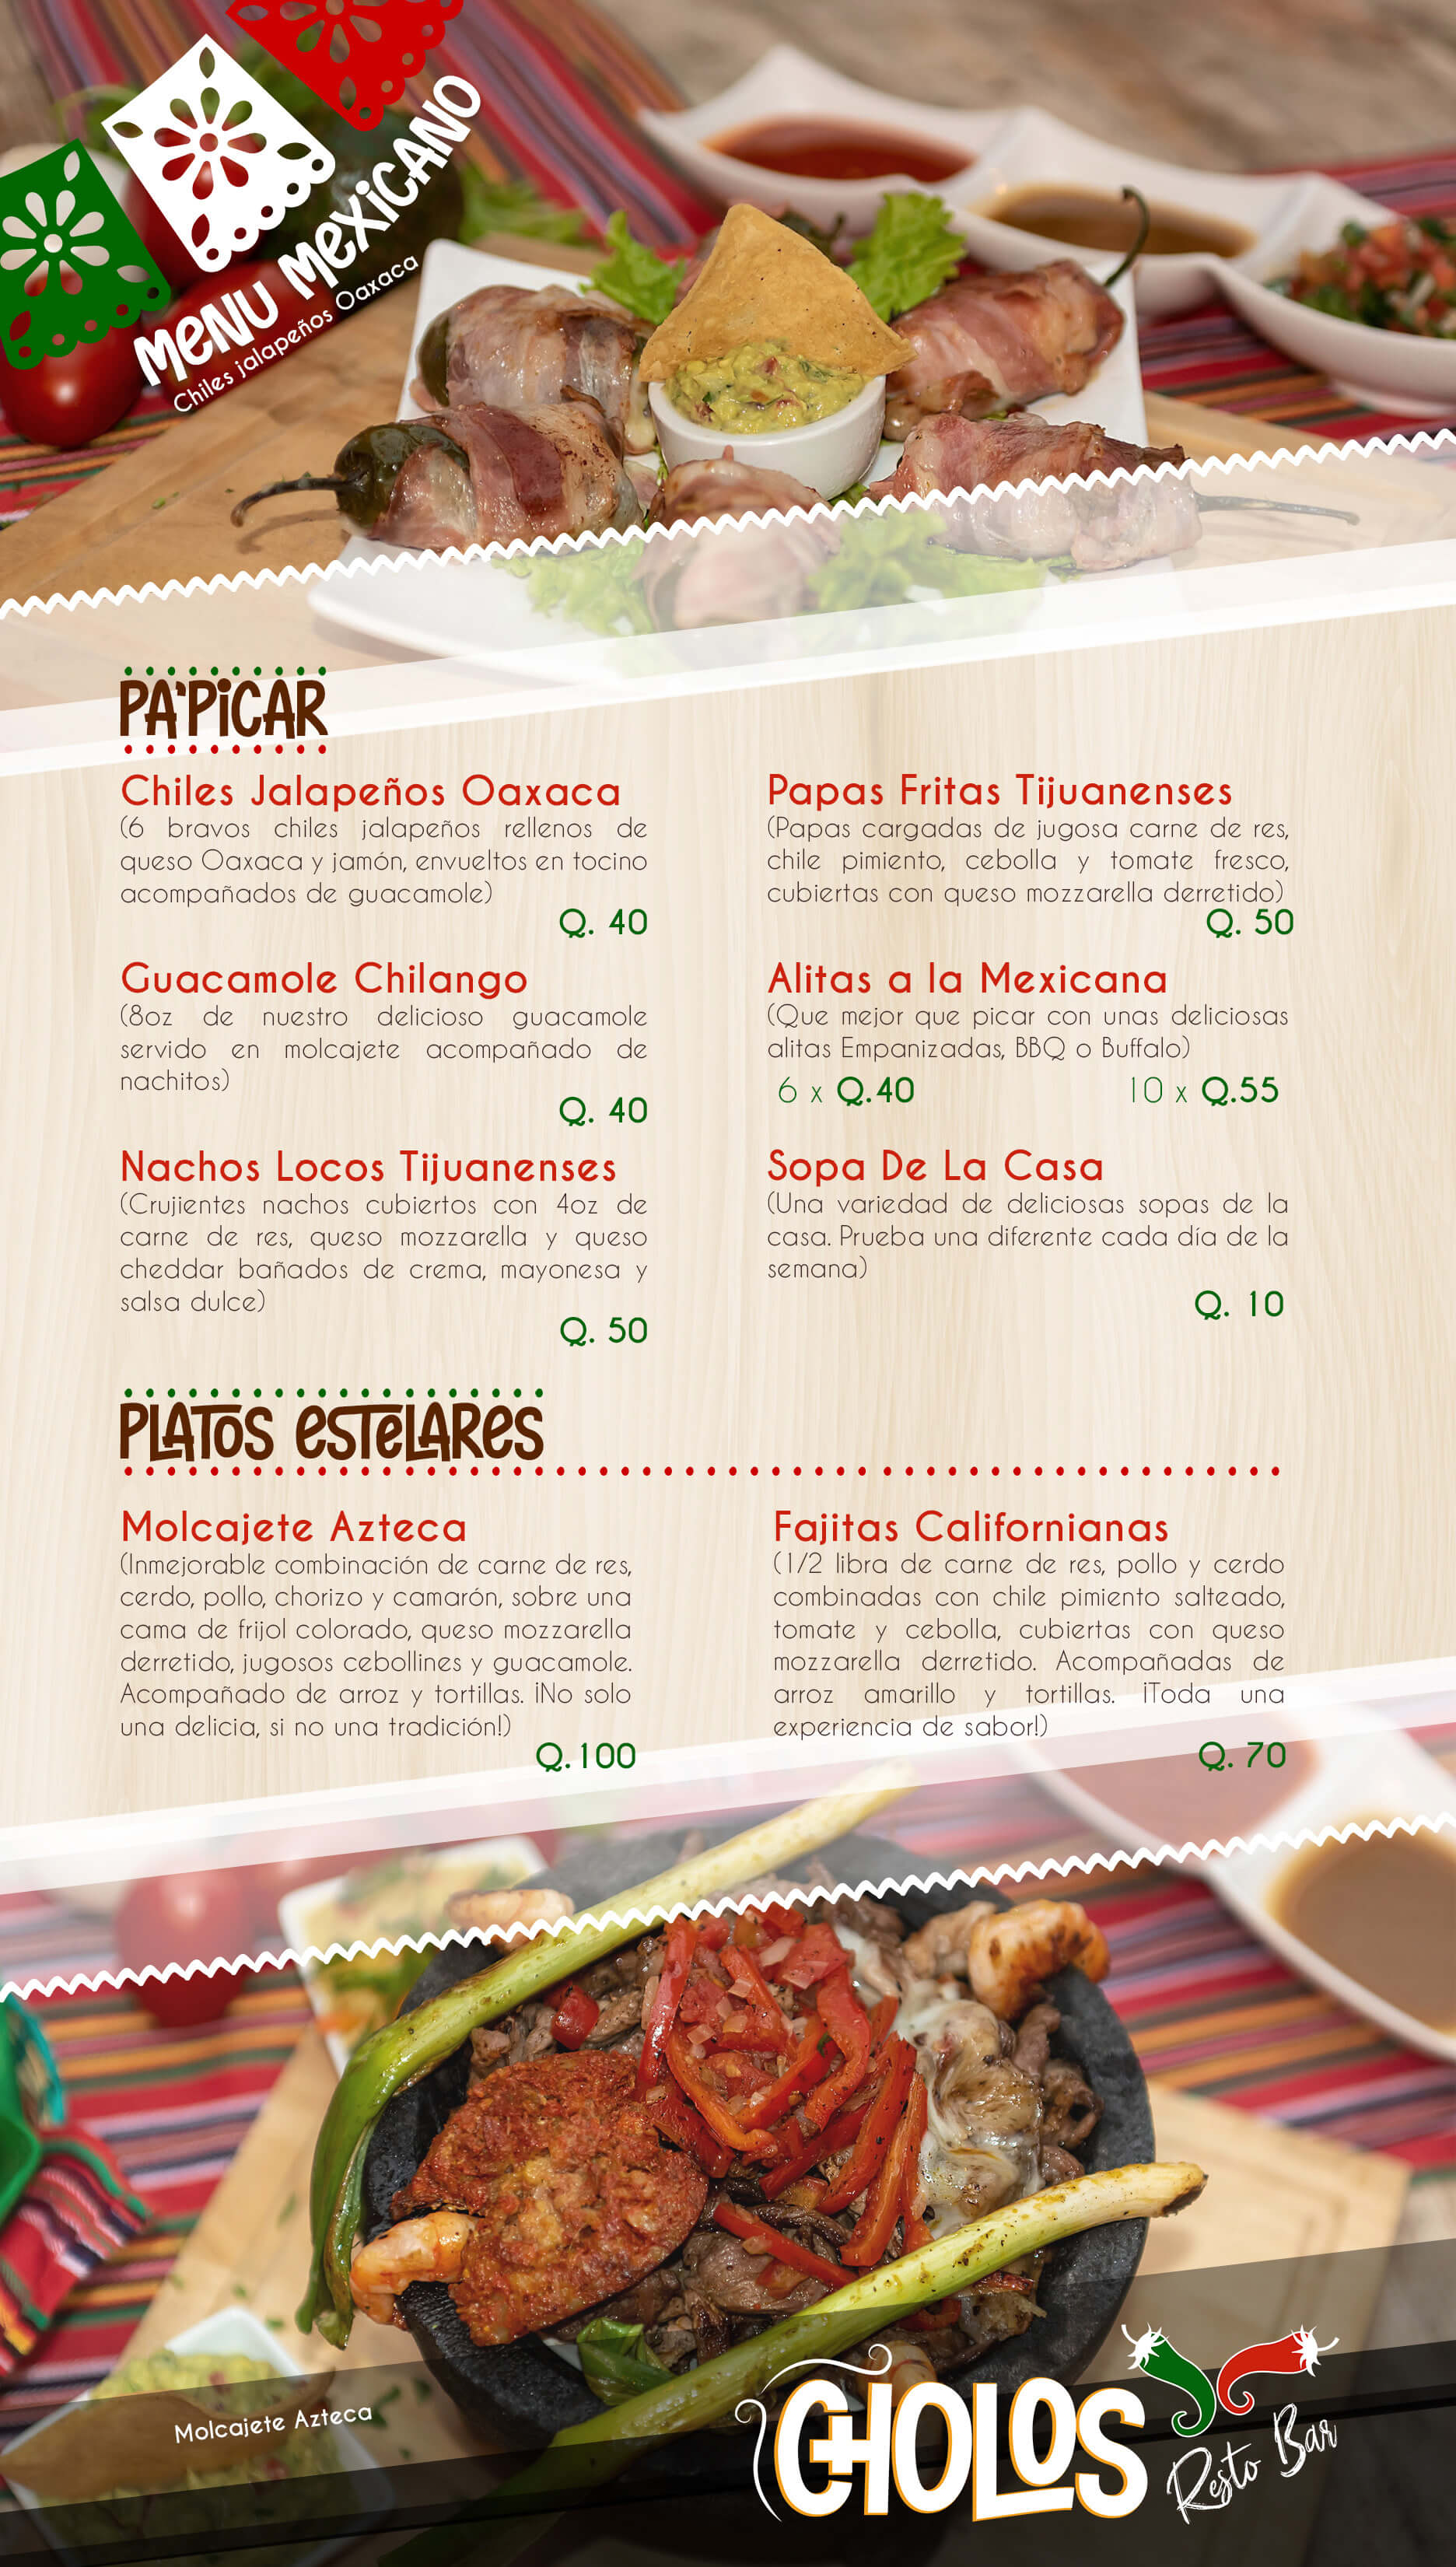 MENU MEXICANO
Chiles jalapeños Oaxaca
PA'PICAR
Chiles Jalapeños Oaxaca
(6 bravos chiles jalapeños rellenos de
queso Oaxaca y jamón, envueltos en tocino
acompañados de guacamole)
Q. 40
Guacamole Chilango
(8oz de nuestro delicioso guacamole
servido en molcajete acompañado de
nachitos)
Q. 40
Nachos Locos Tijuanenses
(Crujientes nachos cubiertos con 4oz de
carne de res, queso mozzarella y queso
cheddar bañados de crema, mayonesa y
salsa dulce)
Q. 50
Papas Fritas Tijuanenses
(Papas cargadas de jugosa carne de res,
chile pimiento, cebolla y tomate fresco,
cubiertas con queso mozzarella derretido)
Q. 50
Alitas a la Mexicana
(Que mejor que picar con unas deliciosas
alitas Empanizadas, BBQ o Buffalo)
6 x Q.40 10 x Q.55
Sopa De La Casa
(Una variedad de deliciosas sopas de la
casa. Prueba una diferente cada día de la
semana)
Q. 10
PLATOS ESTELARES
Molcajete Azteca
(Inmejorable combinación de carne de res,
cerdo, pollo, chorizo y camarón, sobre una
cama de frijol colorado, queso mozzarella
derretido, jugosos cebollines y guacamole.
Acompañado de arroz y tortillas. ¡No solo
una delicia, si no una tradición!)
Q.100
Fajitas Californianas
(1/2 libra de carne de res, pollo y cerdo
combinadas con chile pimiento salteado,
tomate y cebolla, cubiertas con queso
mozzarella derretido. Acompañadas de
arroz amarillo y tortillas. ¡Toda una
experiencia de sabor!)
Q. 70
Molcajete Azteca
CHOLOS
Resto Bar